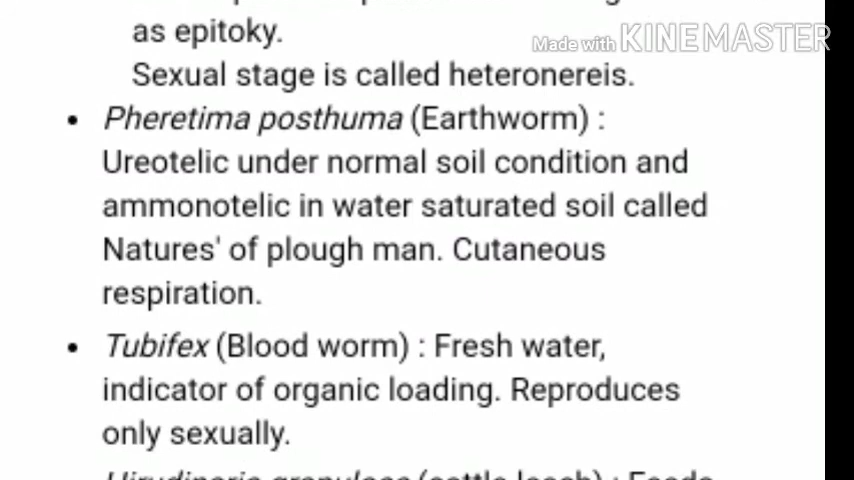 as epitoky.
Made with KINEMASTER
Sexual stage is called heteronereis.
• Pheretima posthuma (Earthworm) :
Ureotelic under normal soil condition and
ammonotelic in water saturated soil called
Natures' of plough man. Cutaneous
respiration.
• Tubifex (Blood worm) : Fresh water,
indicator of organic loading. Reproduces
only sexually.